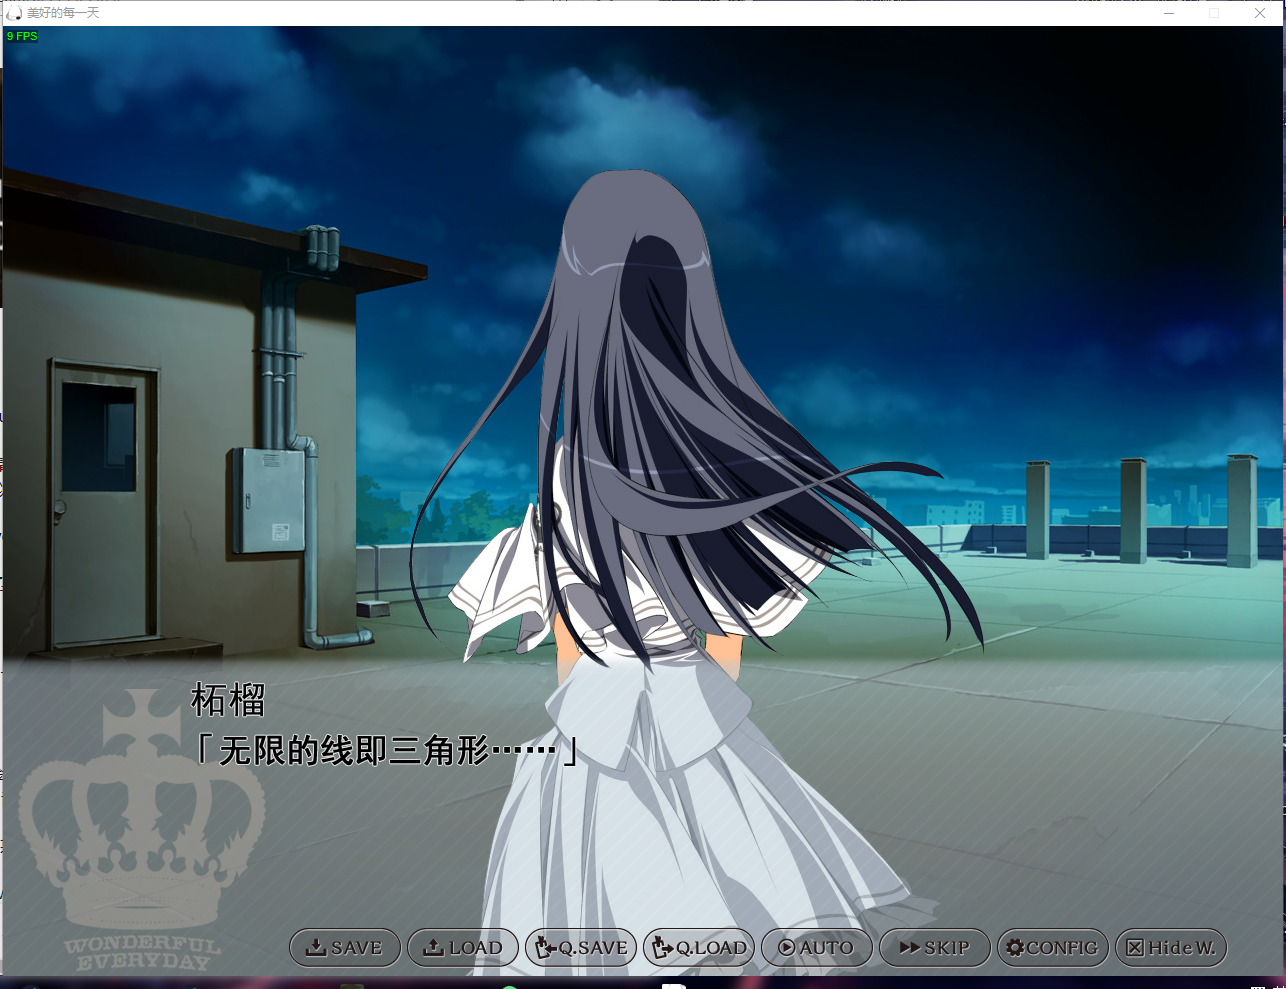 美好的每一天
9 FPS
柘榴
「无限的线即三角形……」
WONDERFUL
EVERYDAY
SAVE
LOAD
Q.SAVE
Q.LOAD
AUTO
SKIP
CONFIG
Hide W.